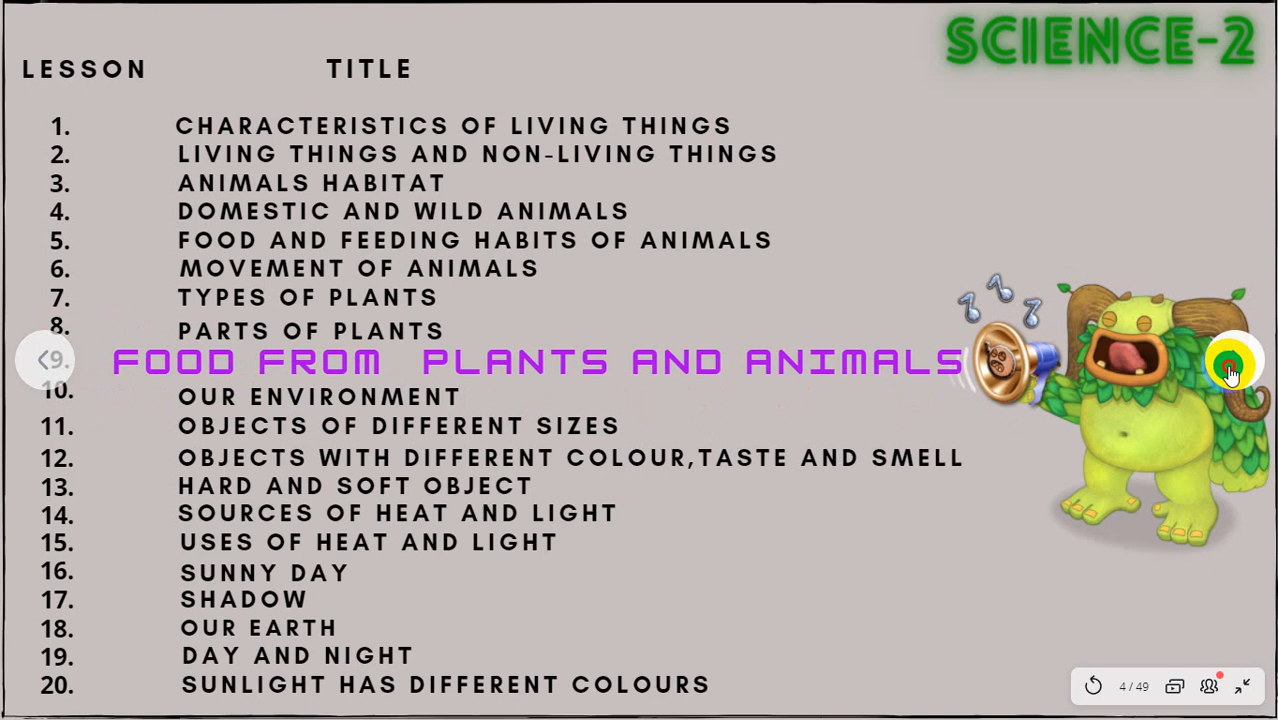 SCIENCE-2
LESSON TITLE
1. CHARACTERISTICS OF LIVING THINGS
2. LIVING THINGS AND NON-LIVING THINGS
3. ANIMALS HABITAT
4. DOMESTIC AND WILD ANIMALS
5. FOOD AND FEEDING HABITS OF ANIMALS
6. MOVEMENT OF ANIMALS
7. TYPES OF PLANTS
8. PARTS OF PLANTS
9. FOOD FROM PLANTS AND ANIMALS
10. OUR ENVIRONMENT
11. OBJECTS OF DIFFERENT SIZES
12. OBJECTS WITH DIFFERENT COLOUR,TASTE AND SMELL
13. HARD AND SOFT OBJECT
14. SOURCES OF HEAT AND LIGHT
15. USES OF HEAT AND LIGHT
16. SUNNY DAY
17. SHADOW
18. OUR EARTH
19. DAY AND NIGHT
20. SUNLIGHT HAS DIFFERENT COLOURS
4 / 49